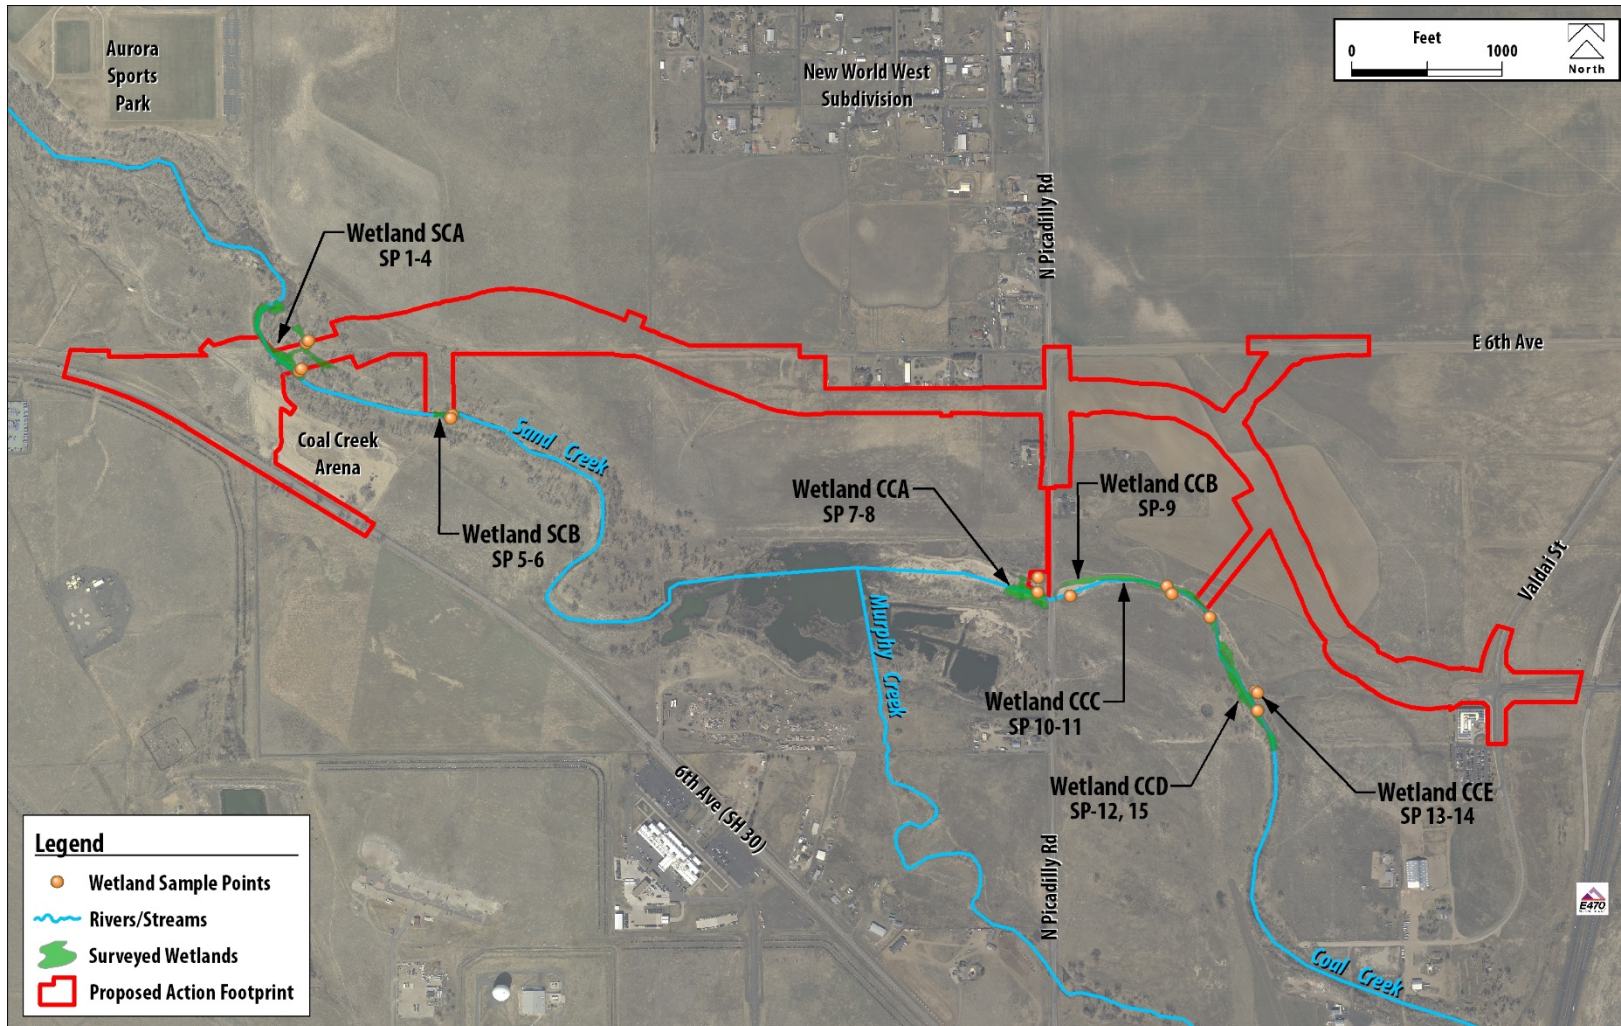 Aurora
Sports
Park
New World West
Subdivision
Feet
0
1000
North
N Picadilly Rd
Wetland SCA
SP 1-4
E 6th Ave
Coal Creek
Arena
Sand Creek
Wetland SCB
SP 5-6
Wetland CCA
SP 7-8
Wetland CCB
SP-9
Valdai St
Murphy Creek
Wetland CCC
SP 10-11
Wetland CCD
SP-12, 15
Wetland CCE
SP 13-14
6th Ave (SH 30)
N Picadilly Rd
Coal Creek
E470
Legend
Wetland Sample Points
Rivers/Streams
Surveyed Wetlands
Proposed Action Footprint